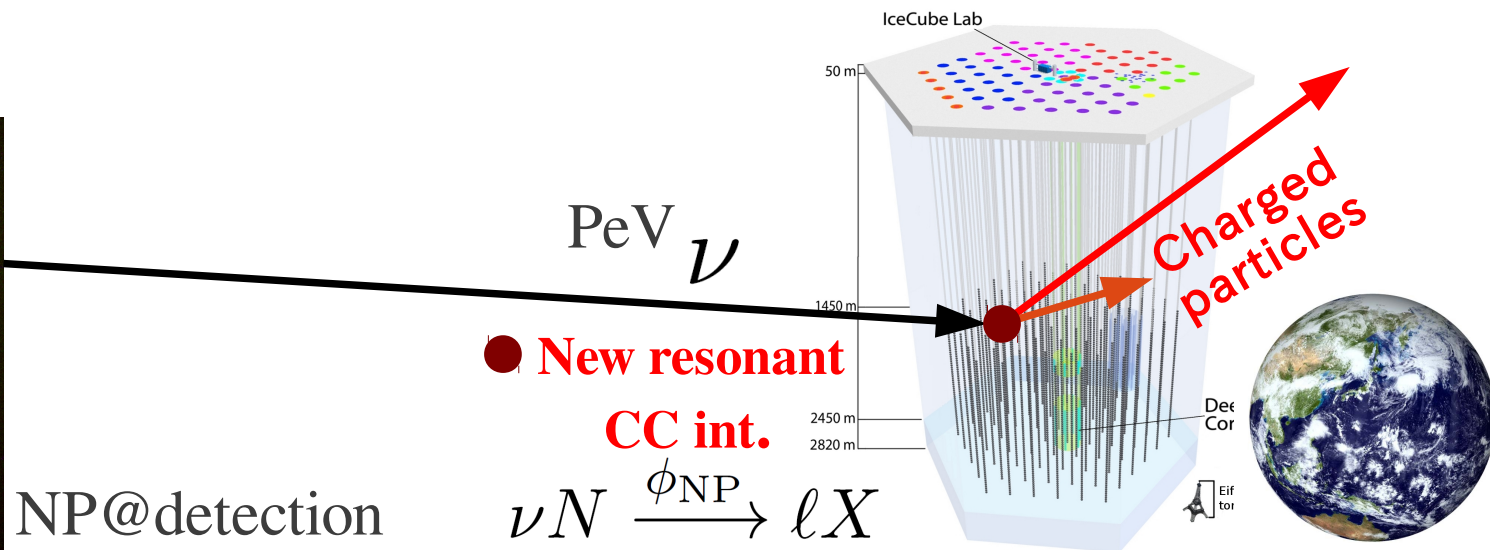 IceCube Lab
50 m
PeV ν
Charged
particles
1450 m
New resonant
CC int.
2450 m
2820 m
NP@detection
νN \xrightarrow{\phi_{\rm NP}} ℓX